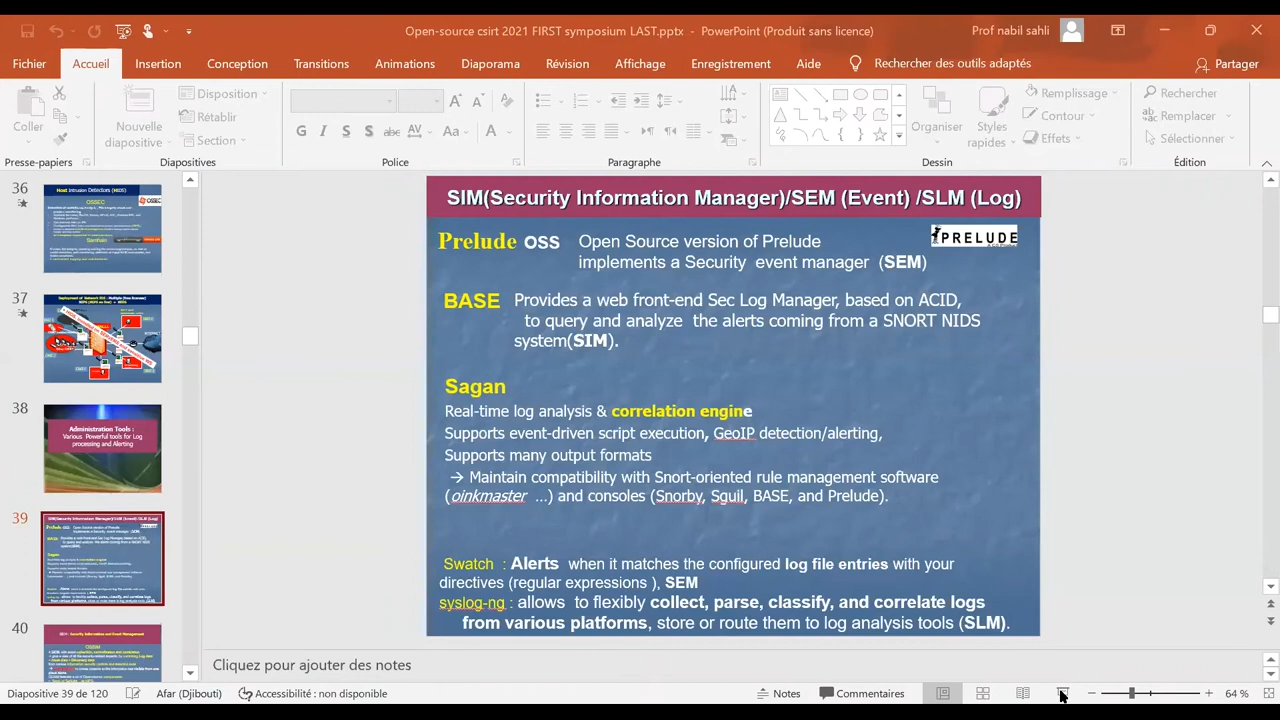 Open-source csirt 2021 FIRST symposium LAST.pptx - PowerPoint (Produit sans licence)
Prof nabil sahli
Fichier Accueil Insertion Conception Transitions Animations Diaporama Révision Affichage Enregistrement Aide Rechercher des outils adaptés Partager
Coller
Nouvelle diapositive
Disposition
Rétablir
Section
G I S S abc AV Aa A
Organiser
Styles rapides
Remplissage
Contour
Effets
Rechercher
Remplacer
Sélectionner
Presse-papiers Diapositives Police Paragraphe Dessin Édition
36
Host Intrusion Detectors (HIDS)
OSSEC
37
38
Administration Tools :
Various Powerful tools for Log
processing and Alerting
39
40
SIM(Security Information Manager)/SEM (Event) /SLM (Log)
Prelude OSS Open Source version of Prelude
implements a Security event manager (SEM)
PRELUDE
BASE Provides a web front-end Sec Log Manager, based on ACID,
to query and analyze the alerts coming from a SNORT NIDS
system(SIM).
Sagan
Real-time log analysis & correlation engine
Supports event-driven script execution, GeoIP detection/alerting,
Supports many output formats
→ Maintain compatibility with Snort-oriented rule management software
(oinkmaster ...) and consoles (Snorby, Sguil, BASE, and Prelude).
Swatch Alerts when it matches the configured log file entries with your
directives (regular expressions ), SEM
syslog-ng : allows to flexibly collect, parse, classify, and correlate logs
from various platforms, store or route them to log analysis tools (SLM).
Cliquez pour ajouter des notes
Diapositive 39 de 120 Afar (Djibouti) Accessibilité : non disponible Notes Commentaires 64 %